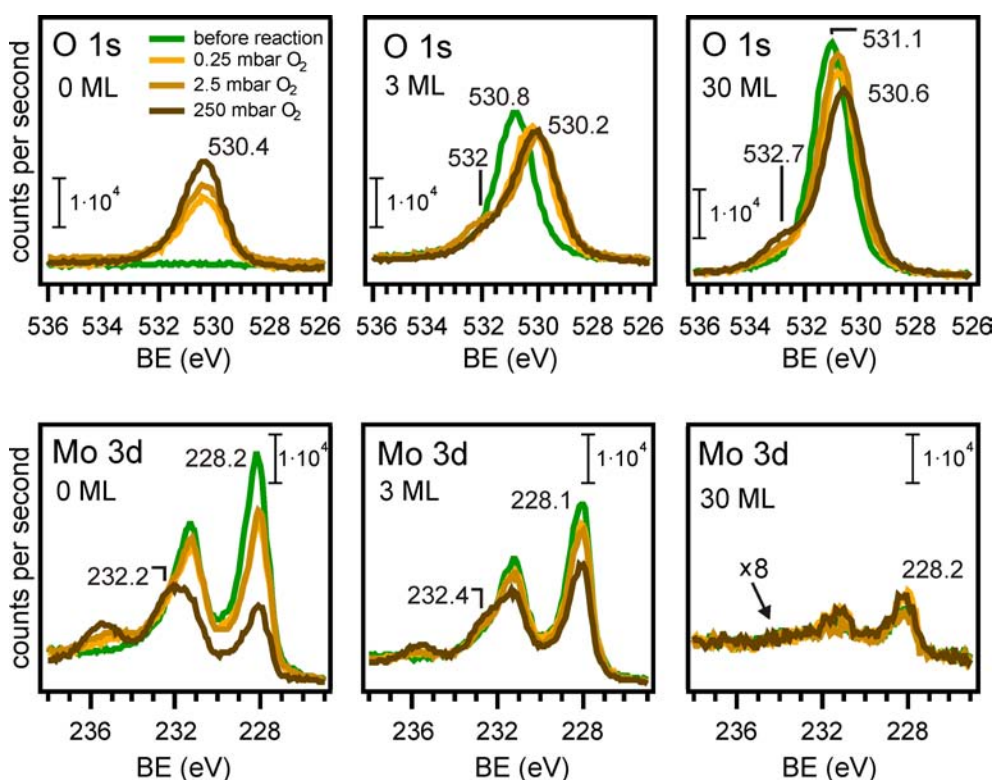 O 1s
0 ML
before reaction
0.25 mbar O₂
2.5 mbar O₂
250 mbar O₂
530.4
1·10⁴
counts per second
536 534 532 530 528 526
BE (eV)
O 1s
3 ML
530.8
530.2
532
1·10⁴
536 534 532 530 528 526
BE (eV)
O 1s
30 ML
531.1
530.6
532.7
1·10⁴
536 534 532 530 528 526
BE (eV)
Mo 3d
0 ML
228.2
1·10⁴
232.2
counts per second
236 232 228
BE (eV)
Mo 3d
3 ML
1·10⁴
228.1
232.4
236 232 228
BE (eV)
Mo 3d
30 ML
1·10⁴
x8
228.2
236 232 228
BE (eV)